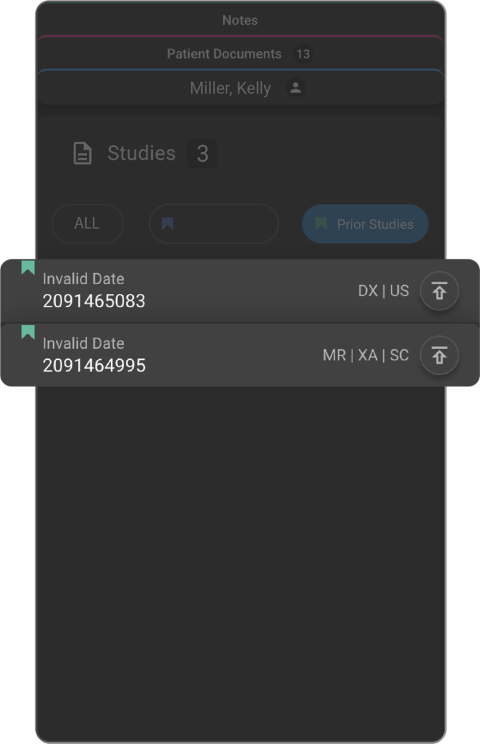 Notes
Patient Documents 13
Miller, Kelly
Studies 3
ALL
Prior Studies
Invalid Date
2091465083
DX | US
Invalid Date
2091464995
MR | XA | SC